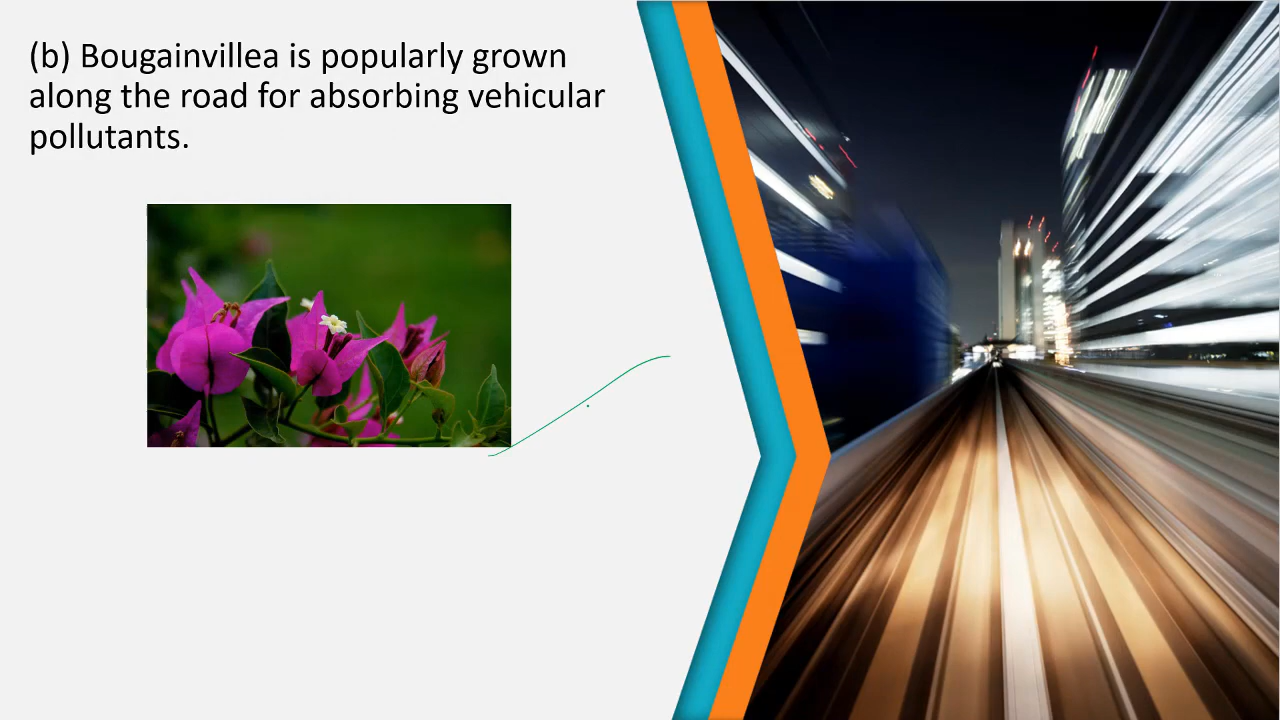 (b) Bougainvillea is popularly grown
along the road for absorbing vehicular
pollutants.